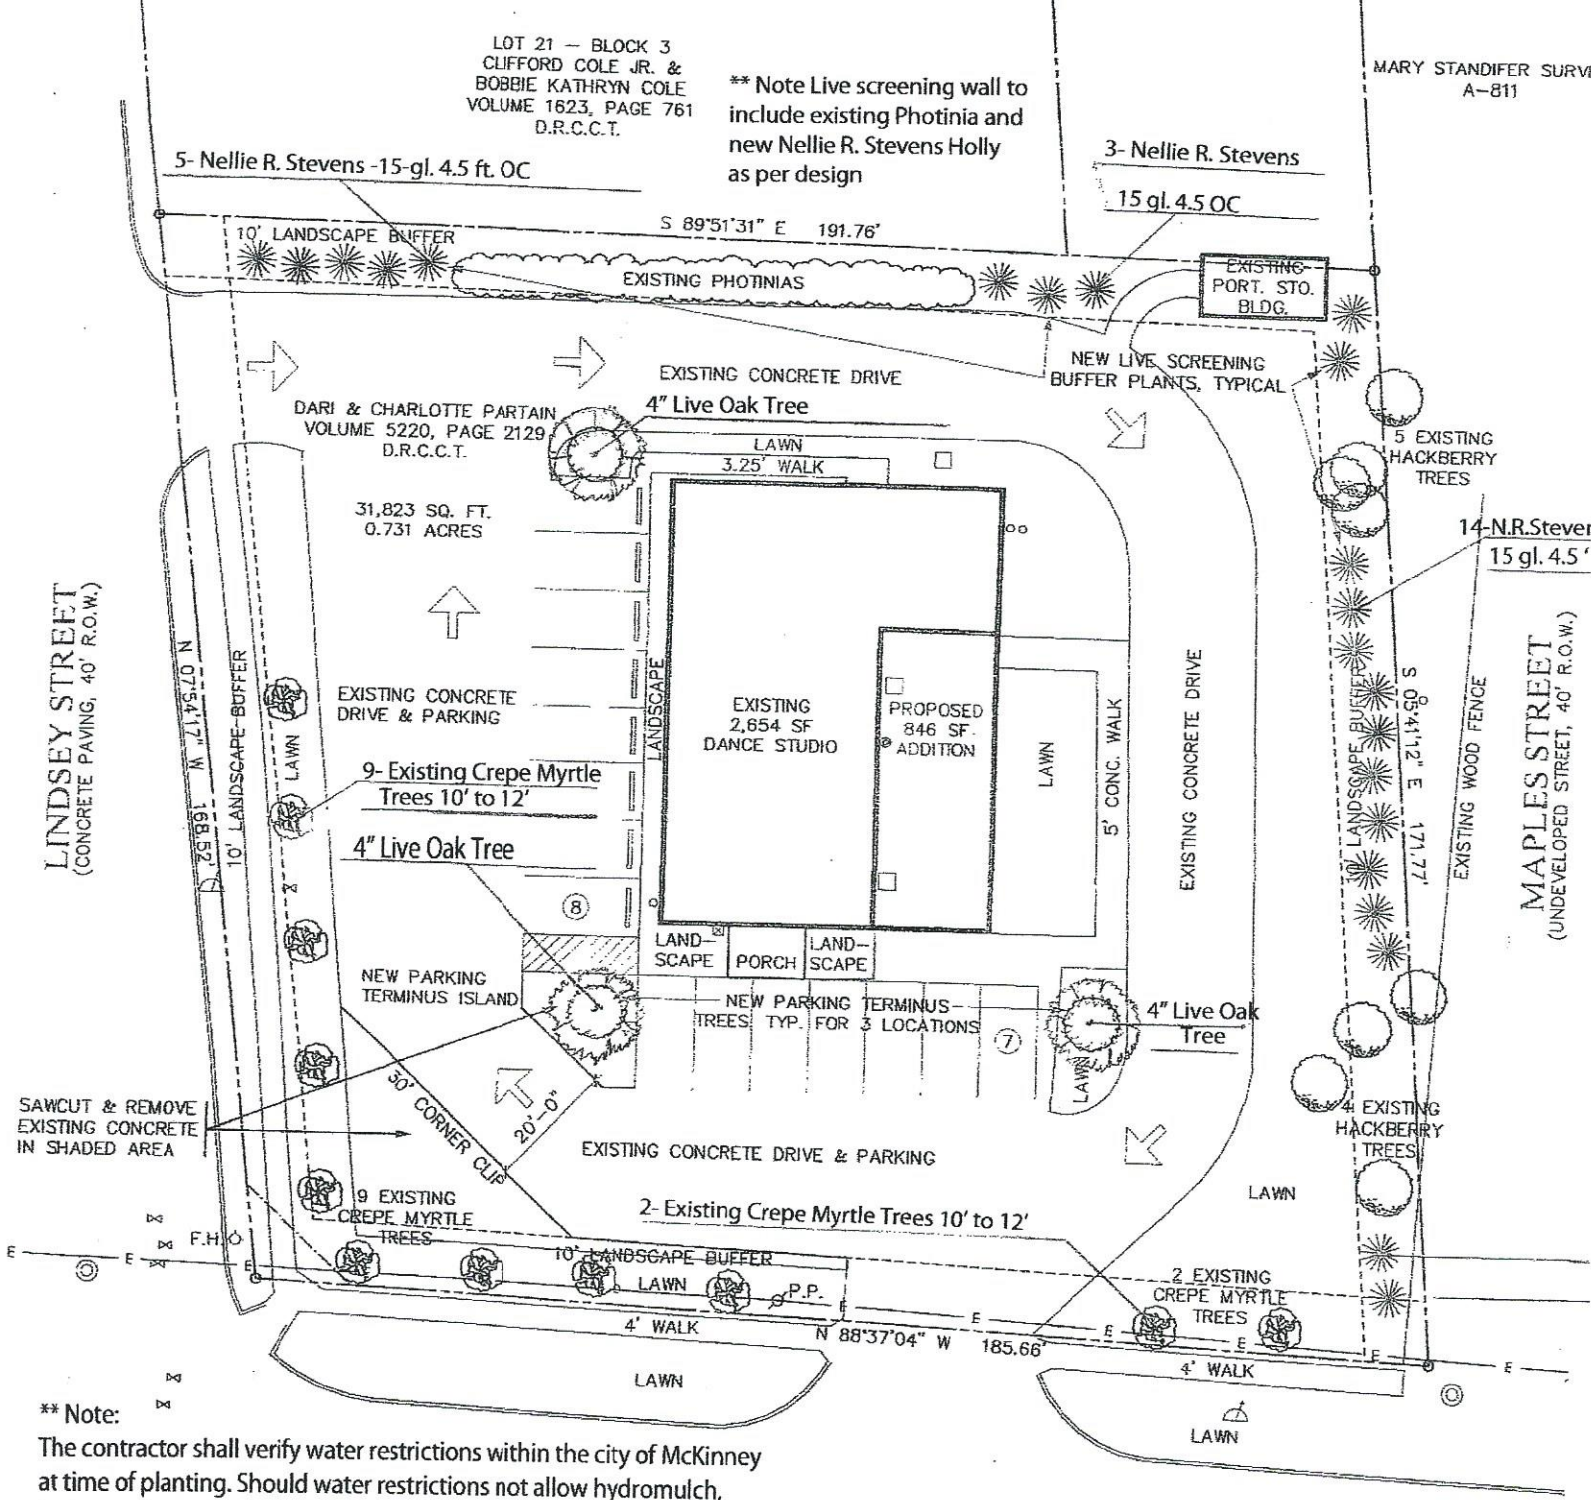 LOT 21 — BLOCK 3
CLIFFORD COLE JR. &
BOBBIE KATHRYN COLE
VOLUME 1623, PAGE 761
D.R.C.C.T.
** Note Live screening wall to
include existing Photinia and
new Nellie R. Stevens Holly
as per design
MARY STANDIFER SURVE
A-811
5- Nellie R. Stevens -15-gl. 4.5 ft. OC
3- Nellie R. Stevens
15 gl. 4.5 OC
S 89°51'31" E 191.76'
10' LANDSCAPE BUFFER
EXISTING PHOTINIAS
EXISTING
PORT. STO.
BLDG.
NEW LIVE SCREENING
BUFFER PLANTS, TYPICAL
EXISTING CONCRETE DRIVE
4" Live Oak Tree
DARI & CHARLOTTE PARTAIN
VOLUME 5220, PAGE 2129
D.R.C.C.T.
LAWN
3.25' WALK
5 EXISTING
HACKBERRY
TREES
31,823 SQ. FT.
0.731 ACRES
14-N.R.Steven
15 gl. 4.5 '
LINDSEY STREET
(CONCRETE PAVING, 40' R.O.W.)
N 07°54'17" W 168.52'
10' LANDSCAPE BUFFER
LAWN
EXISTING CONCRETE
DRIVE & PARKING
LANDSCAPE
EXISTING
2,654 SF
DANCE STUDIO
PROPOSED
846 SF.
ADDITION
LAWN
5' CONC. WALK
EXISTING CONCRETE DRIVE
10' LANDSCAPE BUFFER
S 05°41'12" E 171.77'
EXISTING WOOD FENCE
MAPLES STREET
(UNDEVELOPED STREET, 40' R.O.W.)
9- Existing Crepe Myrtle
Trees 10' to 12'
4" Live Oak Tree
8
LAND-
SCAPE
PORCH
LAND-
SCAPE
NEW PARKING
TERMINUS ISLAND
NEW PARKING TERMINUS
TREES TYP. FOR 3 LOCATIONS
7
4" Live Oak
Tree
LAWN
30' CORNER CLIP
20'-0"
SAWCUT & REMOVE
EXISTING CONCRETE
IN SHADED AREA
EXISTING CONCRETE DRIVE & PARKING
4 EXISTING
HACKBERRY
TREES
LAWN
9 EXISTING
CREPE MYRTLE
TREES
2- Existing Crepe Myrtle Trees 10' to 12'
F.H.
E
E
E
10' LANDSCAPE BUFFER
LAWN
P.P.
2 EXISTING
CREPE MYRTLE
TREES
E
E
E
E
E
E
4' WALK
N 88°37'04" W 185.66'
4' WALK
LAWN
LAWN
** Note:
The contractor shall verify water restrictions within the city of McKinney
at time of planting. Should water restrictions not allow hydromulch,